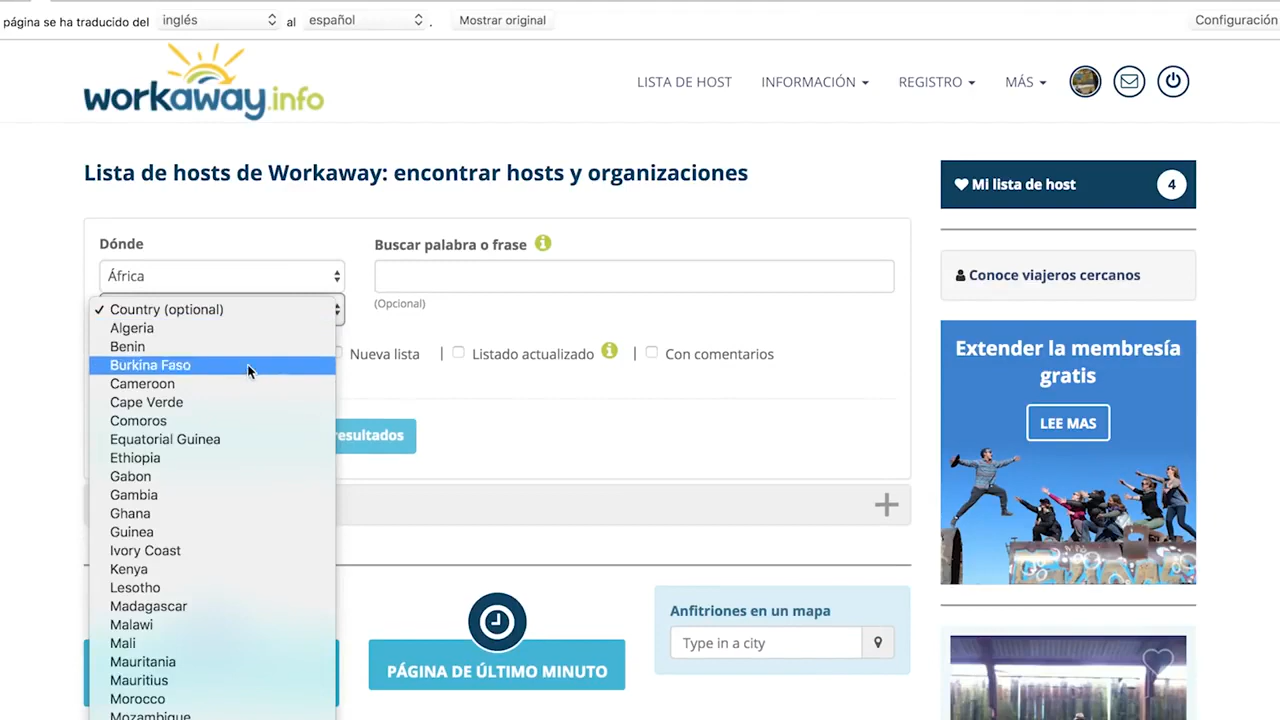 página se ha traducido del inglés al español . Mostrar original Configuración
workaway.info
LISTA DE HOST INFORMACIÓN REGISTRO MÁS
Lista de hosts de Workaway: encontrar hosts y organizaciones
Dónde
África
Buscar palabra o frase
(Opcional)
Country (optional)
Algeria
Benin
Burkina Faso
Cameroon
Cape Verde
Comoros
Equatorial Guinea
Ethiopia
Gabon
Gambia
Ghana
Guinea
Ivory Coast
Kenya
Lesotho
Madagascar
Malawi
Mali
Mauritania
Mauritius
Morocco
Mozambique
Nueva lista | Listado actualizado | Con comentarios
resultados
PÁGINA DE ÚLTIMO MINUTO
Anfitriones en un mapa
Type in a city
Mi lista de host 4
Conoce viajeros cercanos
Extender la membresía
gratis
LEE MAS